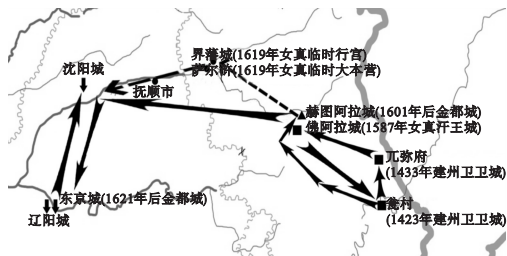 界藩城(1619年女真临时行宫)
萨尔浒(1619年女真临时大本营)
沈阳城
抚顺市
赫图阿拉城(1601年后金都城)
佛阿拉城(1587年女真汗王城)
兀弥府
(1433年建州卫卫城)
瓮村
(1423年建州卫卫城)
东京城(1621年后金都城)
辽阳城